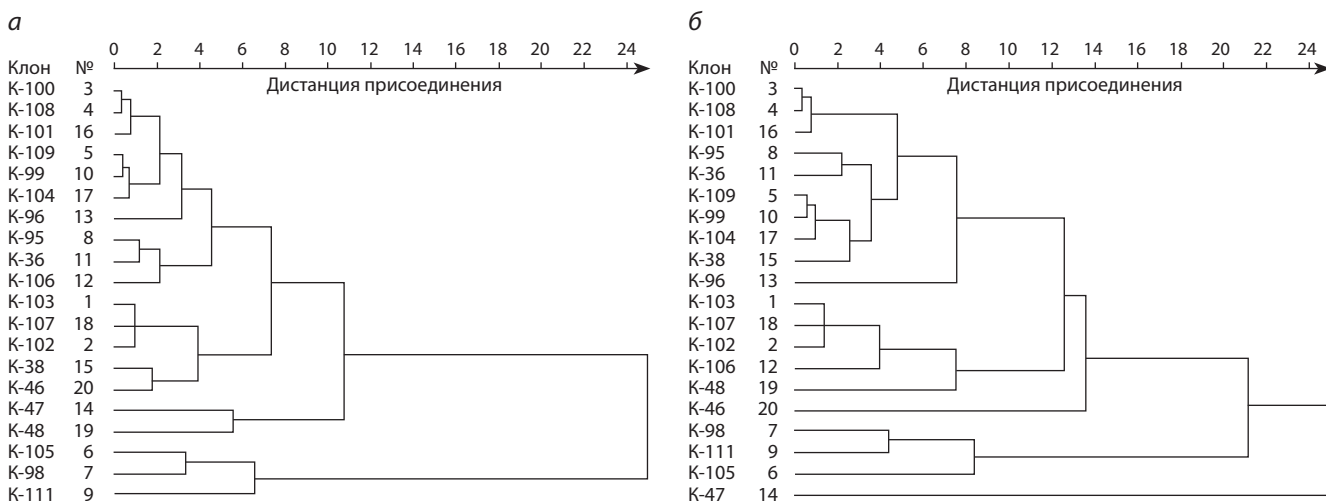 а
0 2 4 6 8 10 12 14 16 18 20 22 24
Клон №
Дистанция присоединения
К-100 3
К-108 4
К-101 16
К-109 5
К-99 10
К-104 17
К-96 13
К-95 8
К-36 11
К-106 12
К-103 1
К-107 18
К-102 2
К-38 15
К-46 20
К-47 14
К-48 19
К-105 6
К-98 7
К-111 9
б
0 2 4 6 8 10 12 14 16 18 20 22 24
Клон №
Дистанция присоединения
К-100 3
К-108 4
К-101 16
К-95 8
К-36 11
К-109 5
К-99 10
К-104 17
К-38 15
К-96 13
К-103 1
К-107 18
К-102 2
К-106 12
К-48 19
К-46 20
К-98 7
К-111 9
К-105 6
К-47 14